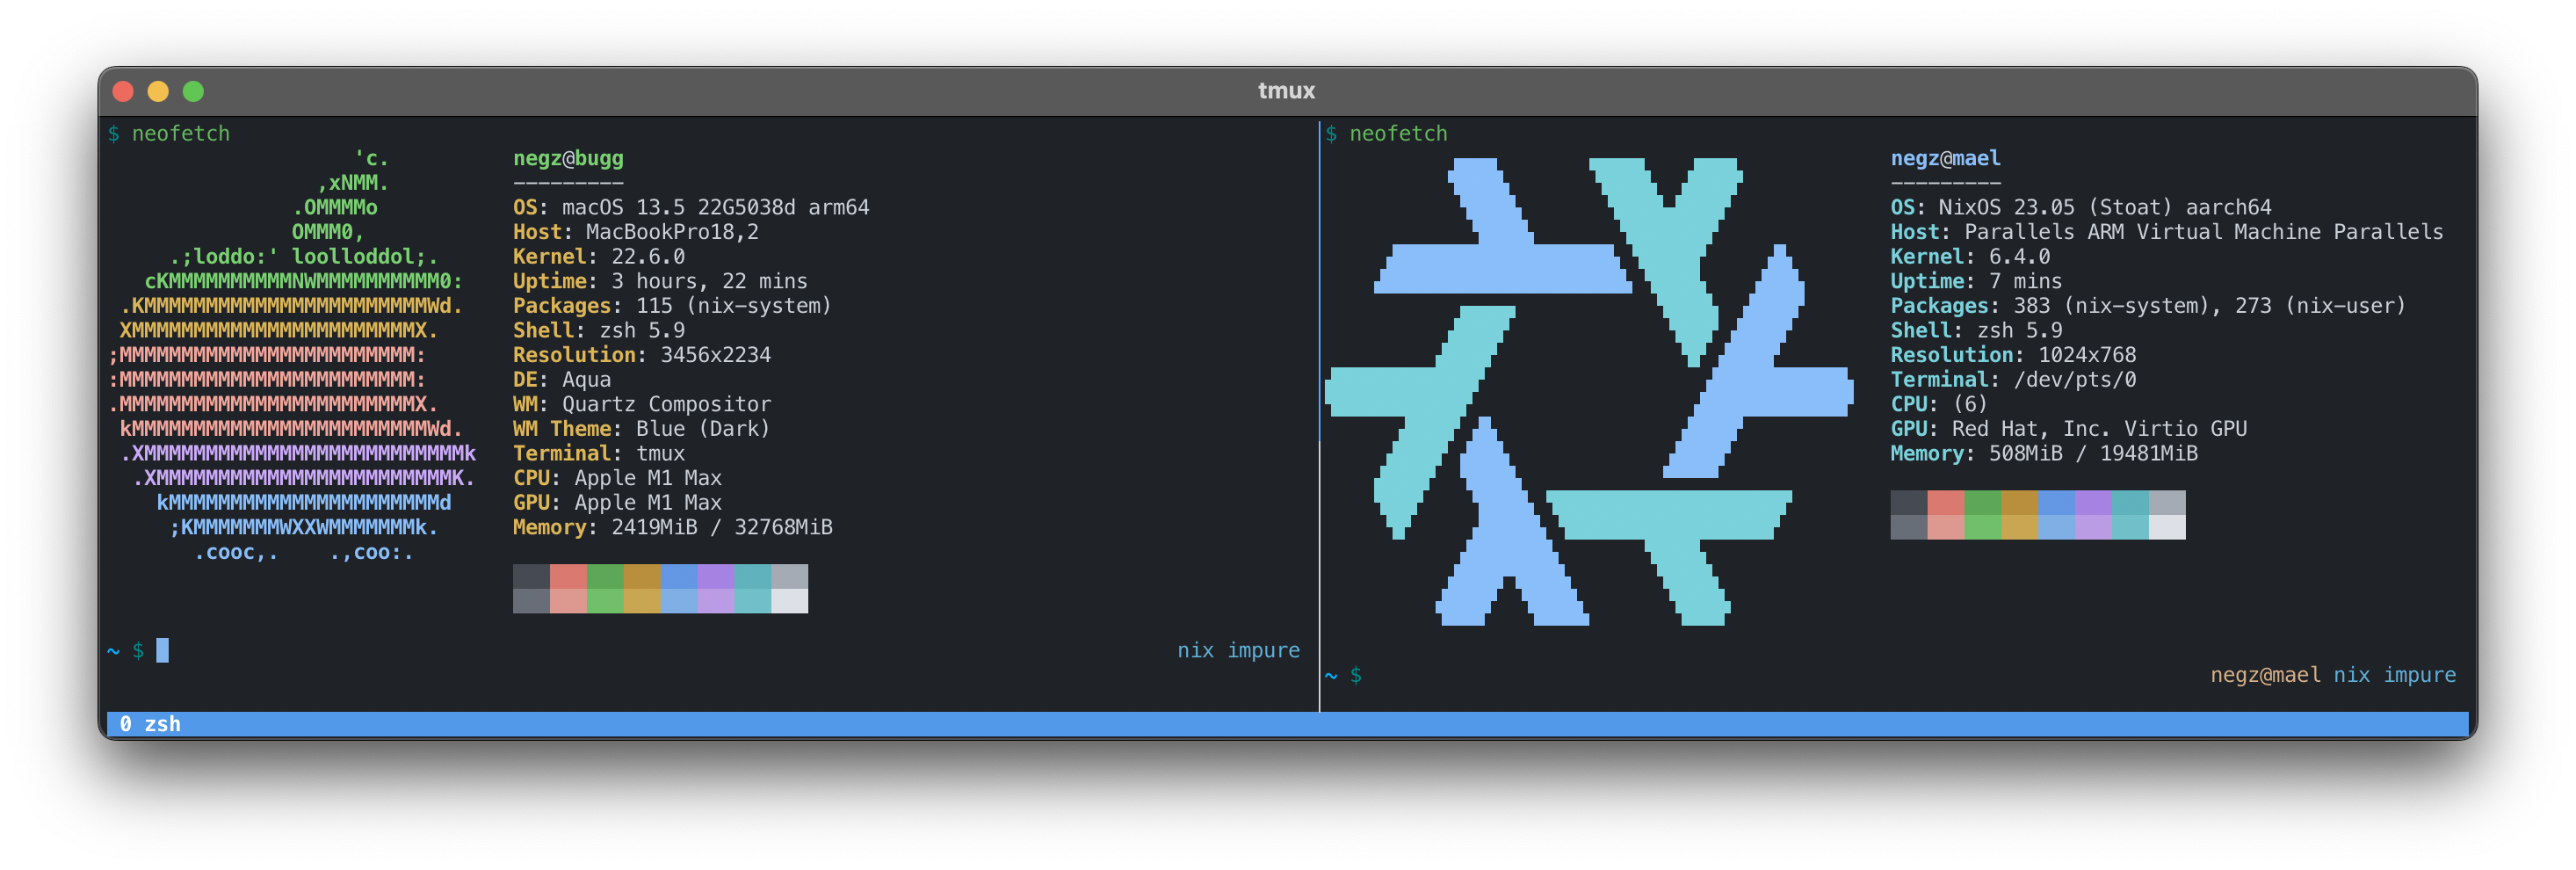 tmux
$ neofetch
'c.
,xNMM.
.OMMMMo
OMMM0,
.;loddo:' loolloddol;.
cKMMMMMMMMMMNWMMMMMMMMMM0:
.KMMMMMMMMMMMMMMMMMMMMMMMWd.
XMMMMMMMMMMMMMMMMMMMMMMMX.
;MMMMMMMMMMMMMMMMMMMMMMMM:
:MMMMMMMMMMMMMMMMMMMMMMMM:
.MMMMMMMMMMMMMMMMMMMMMMMMX.
kMMMMMMMMMMMMMMMMMMMMMMMMWd.
.XMMMMMMMMMMMMMMMMMMMMMMMMMMk
.XMMMMMMMMMMMMMMMMMMMMMMMMK.
kMMMMMMMMMMMMMMMMMMMMMMd
;KMMMMMMMWXXWMMMMMMMk.
.cooc,.    .,coo:.
negz@bugg
---------
OS: macOS 13.5 22G5038d arm64
Host: MacBookPro18,2
Kernel: 22.6.0
Uptime: 3 hours, 22 mins
Packages: 115 (nix-system)
Shell: zsh 5.9
Resolution: 3456x2234
DE: Aqua
WM: Quartz Compositor
WM Theme: Blue (Dark)
Terminal: tmux
CPU: Apple M1 Max
GPU: Apple M1 Max
Memory: 2419MiB / 32768MiB
~ $
nix impure
$ neofetch
negz@mael
---------
OS: NixOS 23.05 (Stoat) aarch64
Host: Parallels ARM Virtual Machine Parallels
Kernel: 6.4.0
Uptime: 7 mins
Packages: 383 (nix-system), 273 (nix-user)
Shell: zsh 5.9
Resolution: 1024x768
Terminal: /dev/pts/0
CPU: (6)
GPU: Red Hat, Inc. Virtio GPU
Memory: 508MiB / 19481MiB
~ $
negz@mael nix impure
0 zsh